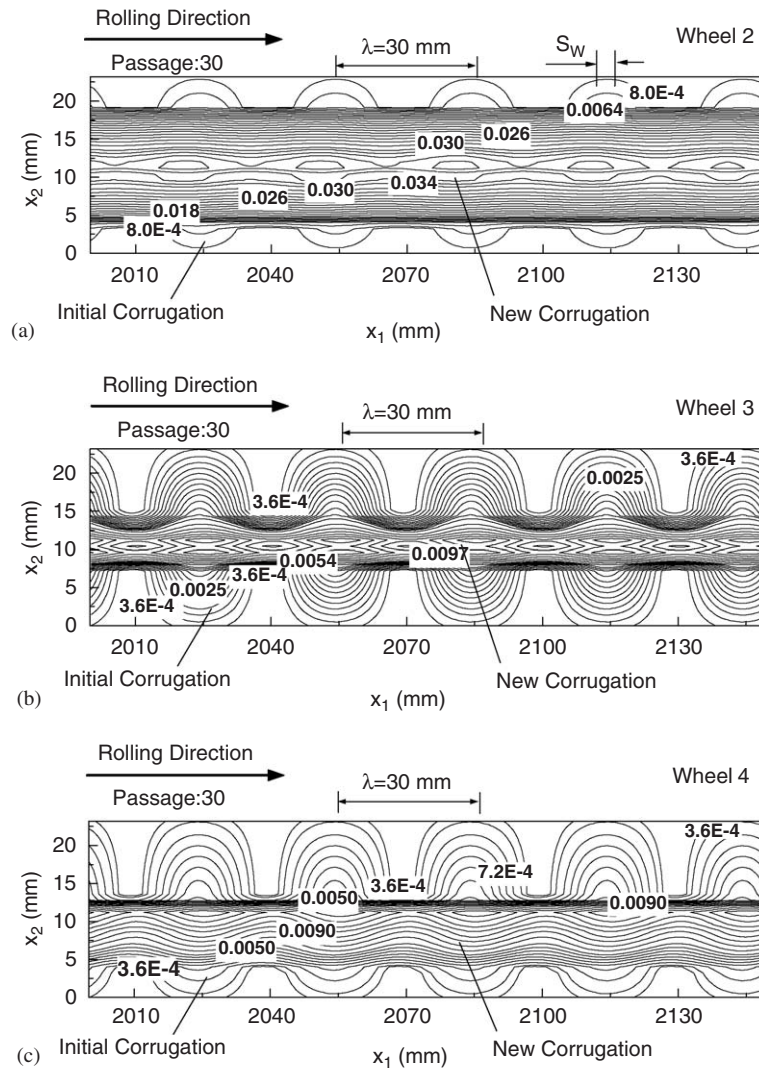 Rolling Direction
Passage:30
λ=30 mm
S_W
Wheel 2
8.0E-4
0.0064
0.026
0.030
0.034
0.030
0.026
0.018
8.0E-4
20
15
10
5
0
x_2 (mm)
2010 2040 2070 2100 2130
Initial Corrugation
New Corrugation
(a)
x_1 (mm)
Rolling Direction
Passage:30
λ=30 mm
Wheel 3
3.6E-4
0.0025
3.6E-4
0.0054
0.0097
3.6E-4
0.0025
3.6E-4
20
15
10
5
0
x_2 (mm)
2010 2040 2070 2100 2130
Initial Corrugation
New Corrugation
(b)
x_1 (mm)
Rolling Direction
Passage:30
λ=30 mm
Wheel 4
3.6E-4
7.2E-4
3.6E-4
0.0050
0.0090
0.0090
0.0050
3.6E-4
20
15
10
5
0
x_2 (mm)
2010 2040 2070 2100 2130
Initial Corrugation
New Corrugation
(c)
x_1 (mm)